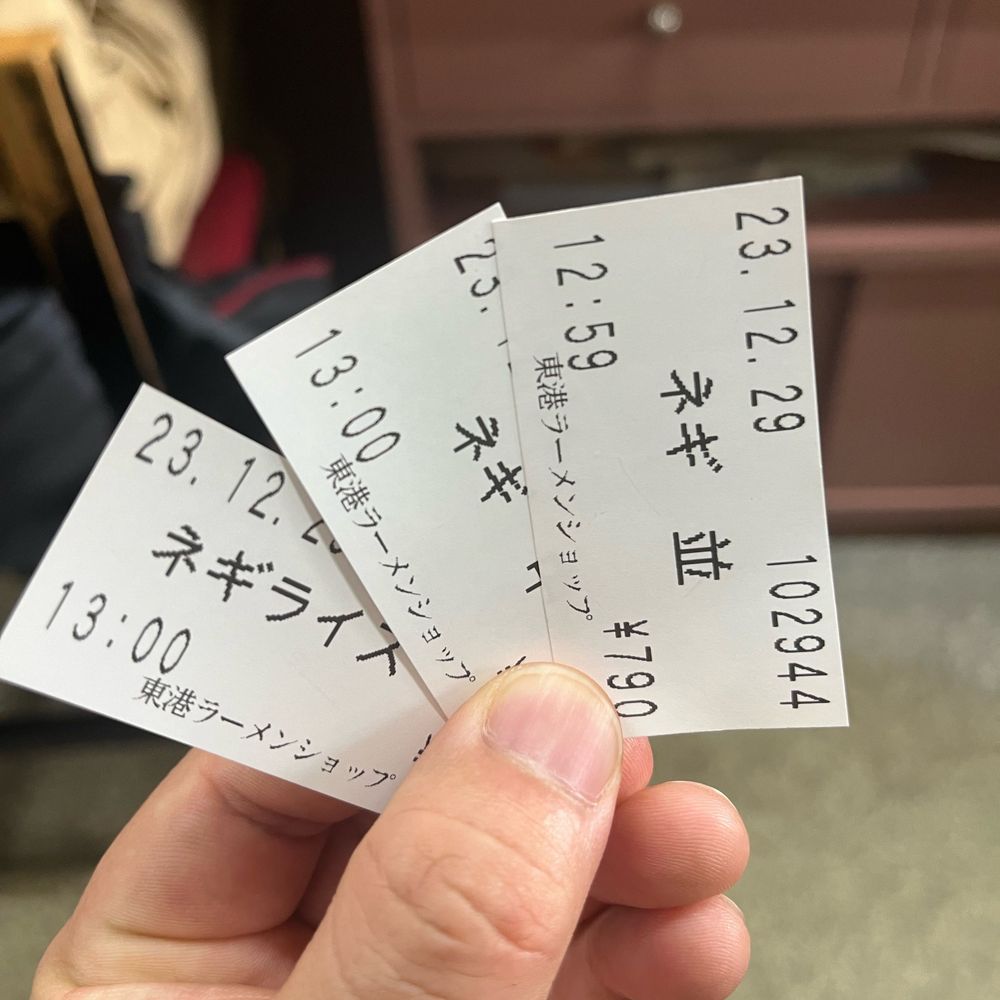 23.12.
ネギライス
13:00
東港ラーメンショップ
23.
ネギ
13:00
東港ラーメンショップ
23.12.29 102944
ネギ 並
12:59 ¥790
東港ラーメンショップ